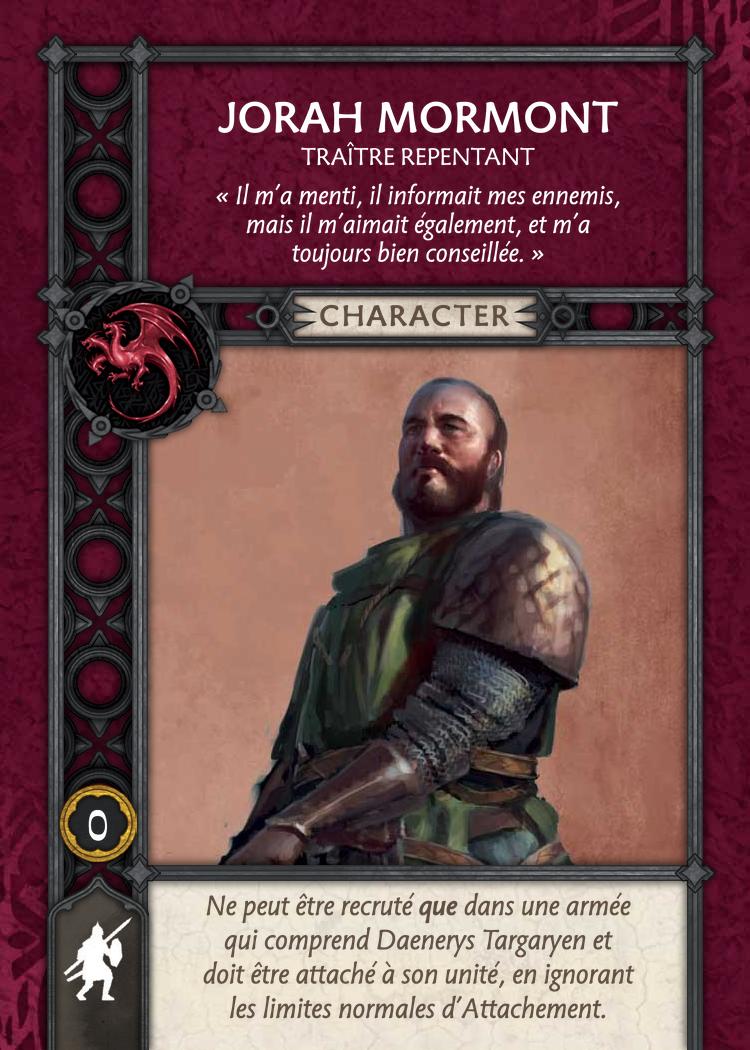 JORAH MORMONT
TRAÎTRE REPENTANT
« Il m'a menti, il informait mes ennemis,
mais il m'aimait également, et m'a
toujours bien conseillée. »
CHARACTER
0
Ne peut être recruté que dans une armée
qui comprend Daenerys Targaryen et
doit être attaché à son unité, en ignorant
les limites normales d'Attachement.